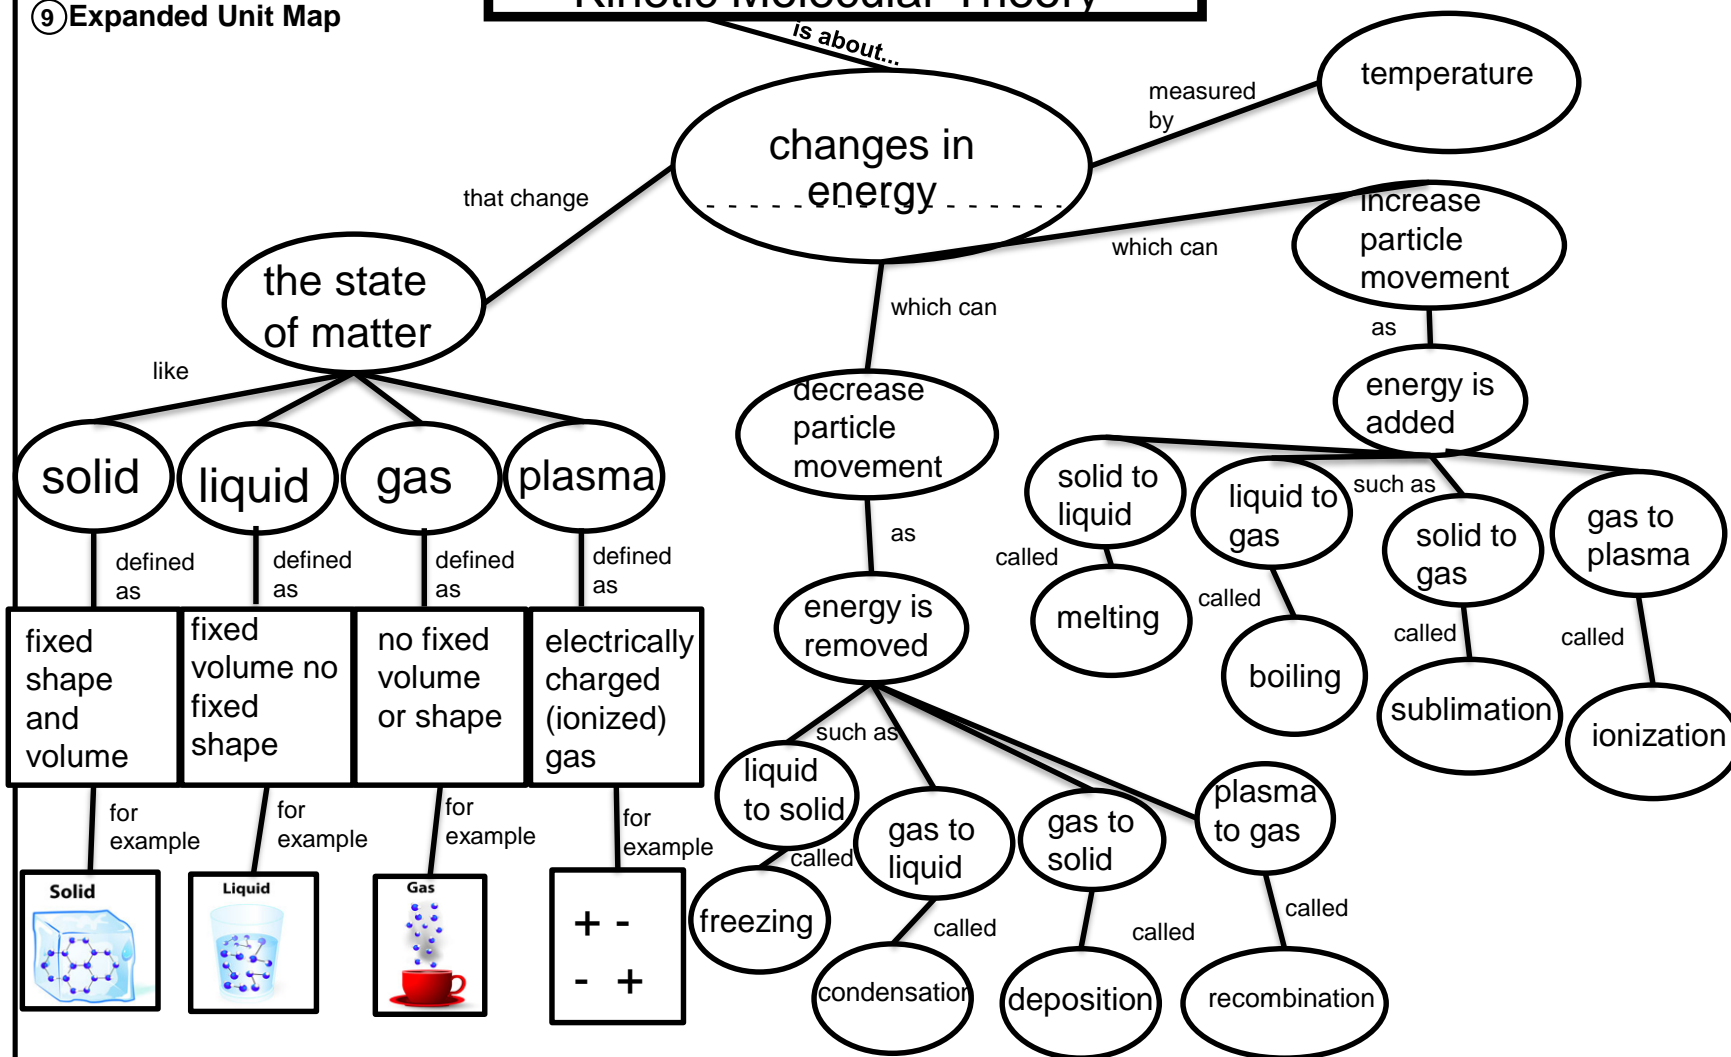 9 Expanded Unit Map
Kinetic Molecular Theory
is about...
changes in
energy
measured
by
temperature
that change
the state
of matter
like
solid
liquid
gas
plasma
defined
as
defined
as
defined
as
defined
as
fixed
shape
and
volume
fixed
volume no
fixed
shape
no fixed
volume
or shape
electrically
charged
(ionized)
gas
for
example
for
example
for
example
for
example
Solid
Liquid
Gas
+ -
- +
which can
decrease
particle
movement
as
energy is
removed
such as
liquid
to solid
called
freezing
gas to
liquid
called
condensation
gas to
solid
called
deposition
plasma
to gas
called
recombination
which can
increase
particle
movement
as
energy is
added
such as
solid to
liquid
called
melting
liquid to
gas
called
boiling
solid to
gas
called
sublimation
gas to
plasma
called
ionization